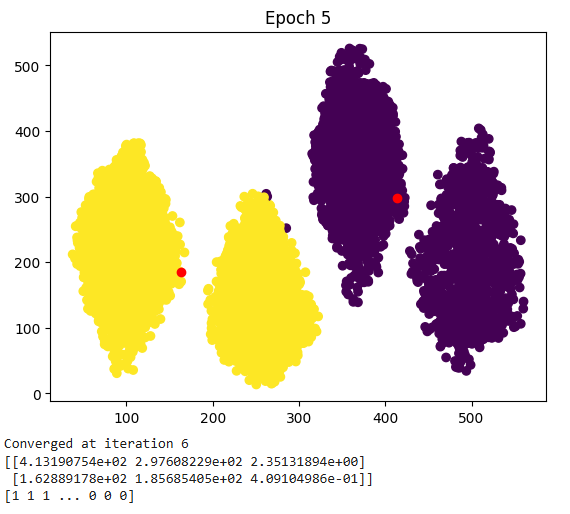 Epoch 5
500
400
300
200
100
0
100 200 300 400 500
Converged at iteration 6
[[4.13190754e+02 2.97608229e+02 2.35131894e+00]
[1.62889178e+02 1.85685405e+02 4.09104986e-01]]
[1 1 1 ... 0 0 0]